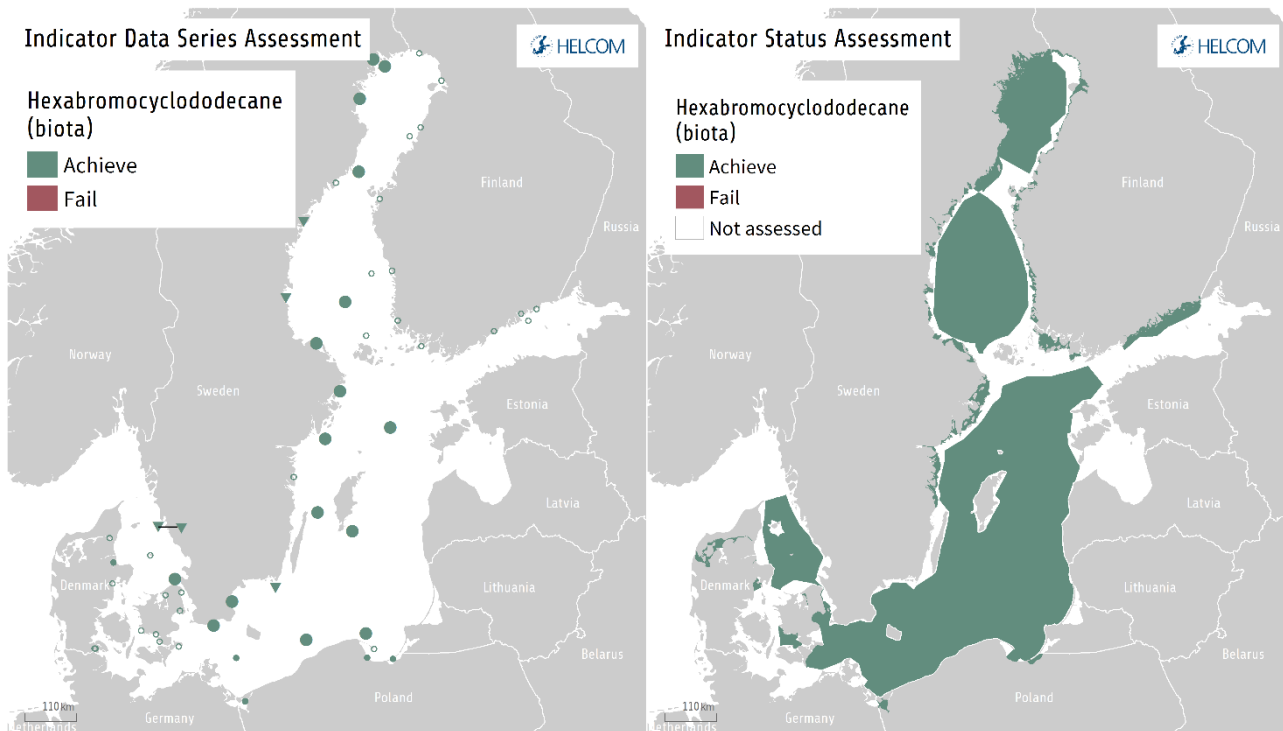 Indicator Data Series Assessment
HELCOM
Hexabromocyclododecane
(biota)
Achieve
Fail
Finland
Russia
Norway
Sweden
Estonia
Latvia
Denmark
Lithuania
Belarus
Poland
110km
Germany
Netherlands
Indicator Status Assessment
HELCOM
Hexabromocyclododecane
(biota)
Achieve
Fail
Not assessed
Finland
Russia
Norway
Sweden
Estonia
Latvia
Denmark
Lithuania
Belarus
Poland
110km
Germany
Netherlands